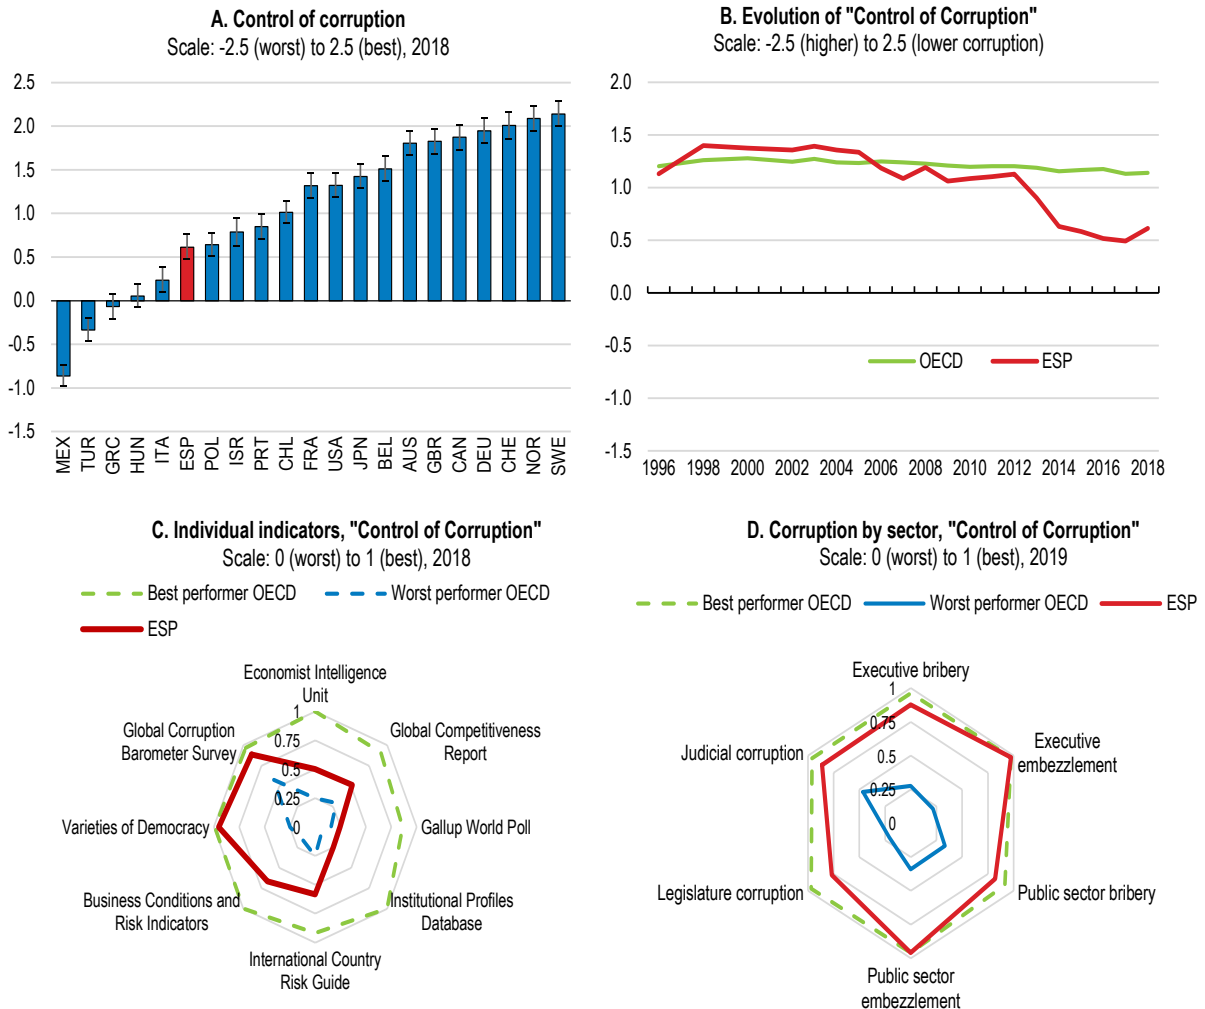 A. Control of corruption
Scale: -2.5 (worst) to 2.5 (best), 2018
2.5
2.0
1.5
1.0
0.5
0.0
-0.5
-1.0
-1.5
MEX
TUR
GRC
HUN
ITA
ESP
POL
ISR
PRT
CHL
FRA
USA
JPN
BEL
AUS
GBR
CAN
DEU
CHE
NOR
SWE
B. Evolution of "Control of Corruption"
Scale: -2.5 (higher) to 2.5 (lower corruption)
2.0
1.5
1.0
0.5
0.0
-0.5
-1.0
-1.5
OECD
ESP
1996 1998 2000 2002 2004 2006 2008 2010 2012 2014 2016 2018
C. Individual indicators, "Control of Corruption"
Scale: 0 (worst) to 1 (best), 2018
Best performer OECD
Worst performer OECD
ESP
Economist Intelligence
Unit
Global Competitiveness
Report
Gallup World Poll
Institutional Profiles
Database
International Country
Risk Guide
Business Conditions and
Risk Indicators
Varieties of Democracy
Global Corruption
Barometer Survey
1
0.75
0.5
0.25
0
D. Corruption by sector, "Control of Corruption"
Scale: 0 (worst) to 1 (best), 2019
Best performer OECD
Worst performer OECD
ESP
Executive bribery
Executive
embezzlement
Public sector bribery
Public sector
embezzlement
Legislature corruption
Judicial corruption
1
0.75
0.5
0.25
0